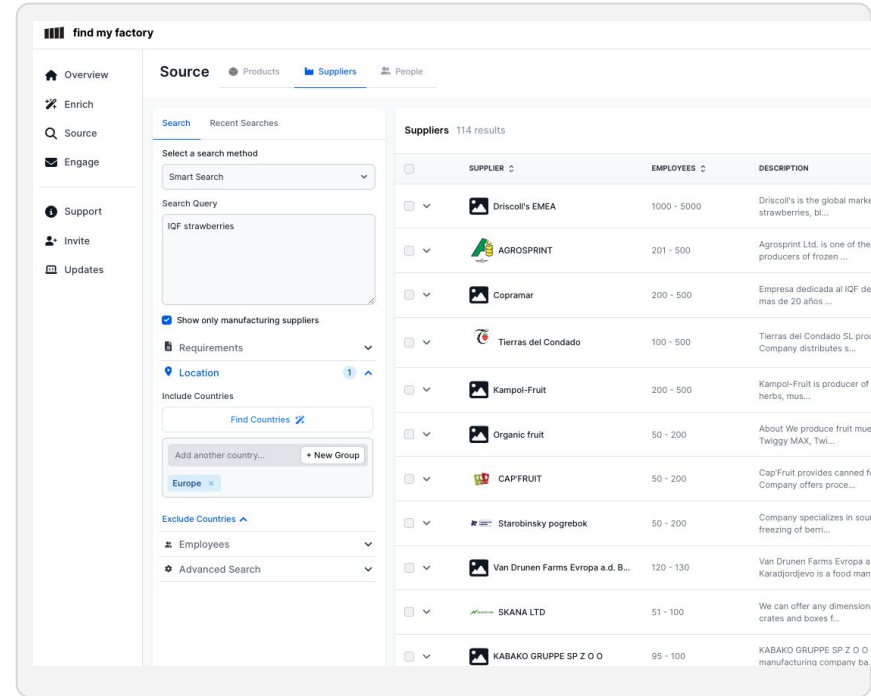 find my factory
Overview
Enrich
Source
Engage
Support
Invite
Updates
Source
Products
Suppliers
People
Search
Recent Searches
Select a search method
Smart Search
Search Query
IQF strawberries
Show only manufacturing suppliers
Requirements
Location
1
Include Countries
Find Countries
Add another country...
+ New Group
Europe ×
Exclude Countries
Employees
Advanced Search
Suppliers 114 results
SUPPLIER EMPLOYEES DESCRIPTION
Driscoll's EMEA 1000 - 5000 Driscoll's is the global marke
strawberries, bl...
AGROSPRINT 201 - 500 Agrosprint Ltd. is one of the
producers of frozen ...
Copramar 200 - 500 Empresa dedicada al IQF de
mas de 20 años ...
Tierras del Condado 100 - 500 Tierras del Condado SL pro
Company distributes s...
Kampol-Fruit 200 - 500 Kampol-Fruit is producer of
herbs, mus...
Organic fruit 50 - 200 About We produce fruit mue
Twiggy MAX, Twi...
CAP'FRUIT 50 - 200 Cap'Fruit provides canned fo
Company offers proce...
Starobinsky pogrebok 50 - 200 Company specializes in sour
freezing of berri...
Van Drunen Farms Evropa a.d. B... 120 - 130 Van Drunen Farms Evropa a
Karadjordjevo is a food man
SKANA LTD 51 - 100 We can offer any dimension
crates and boxes f...
KABAKO GRUPPE SP Z O O 95 - 100 KABAKO GRUPPE SP Z O O
manufacturing company ba